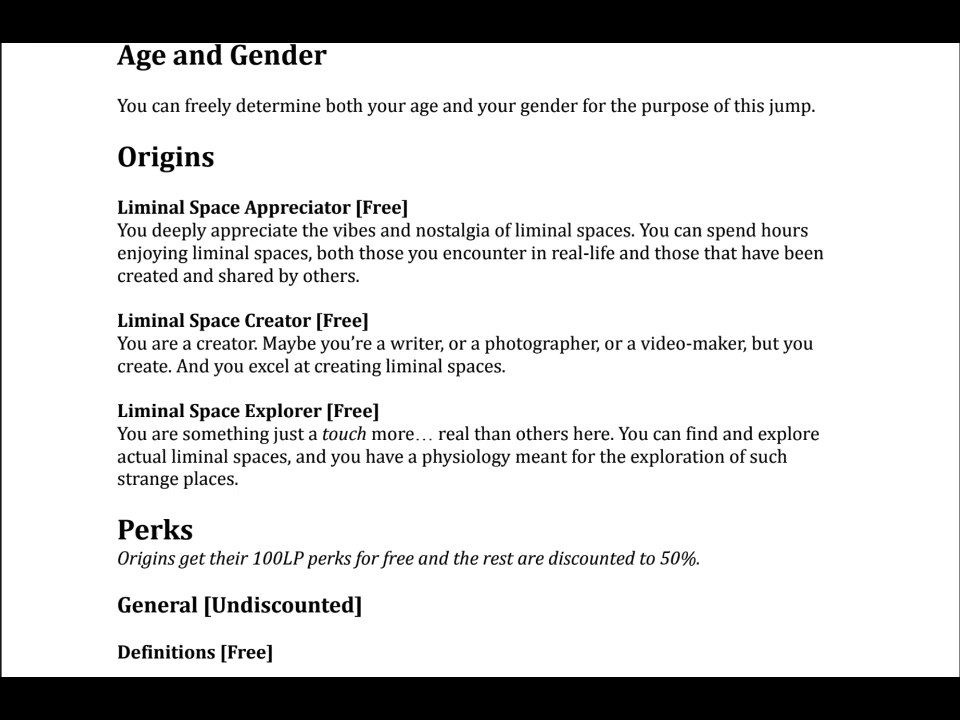 Age and Gender
You can freely determine both your age and your gender for the purpose of this jump.
Origins
Liminal Space Appreciator [Free]
You deeply appreciate the vibes and nostalgia of liminal spaces. You can spend hours
enjoying liminal spaces, both those you encounter in real-life and those that have been
created and shared by others.
Liminal Space Creator [Free]
You are a creator. Maybe you’re a writer, or a photographer, or a video-maker, but you
create. And you excel at creating liminal spaces.
Liminal Space Explorer [Free]
You are something just a touch more… real than others here. You can find and explore
actual liminal spaces, and you have a physiology meant for the exploration of such
strange places.
Perks
Origins get their 100LP perks for free and the rest are discounted to 50%.
General [Undiscounted]
Definitions [Free]